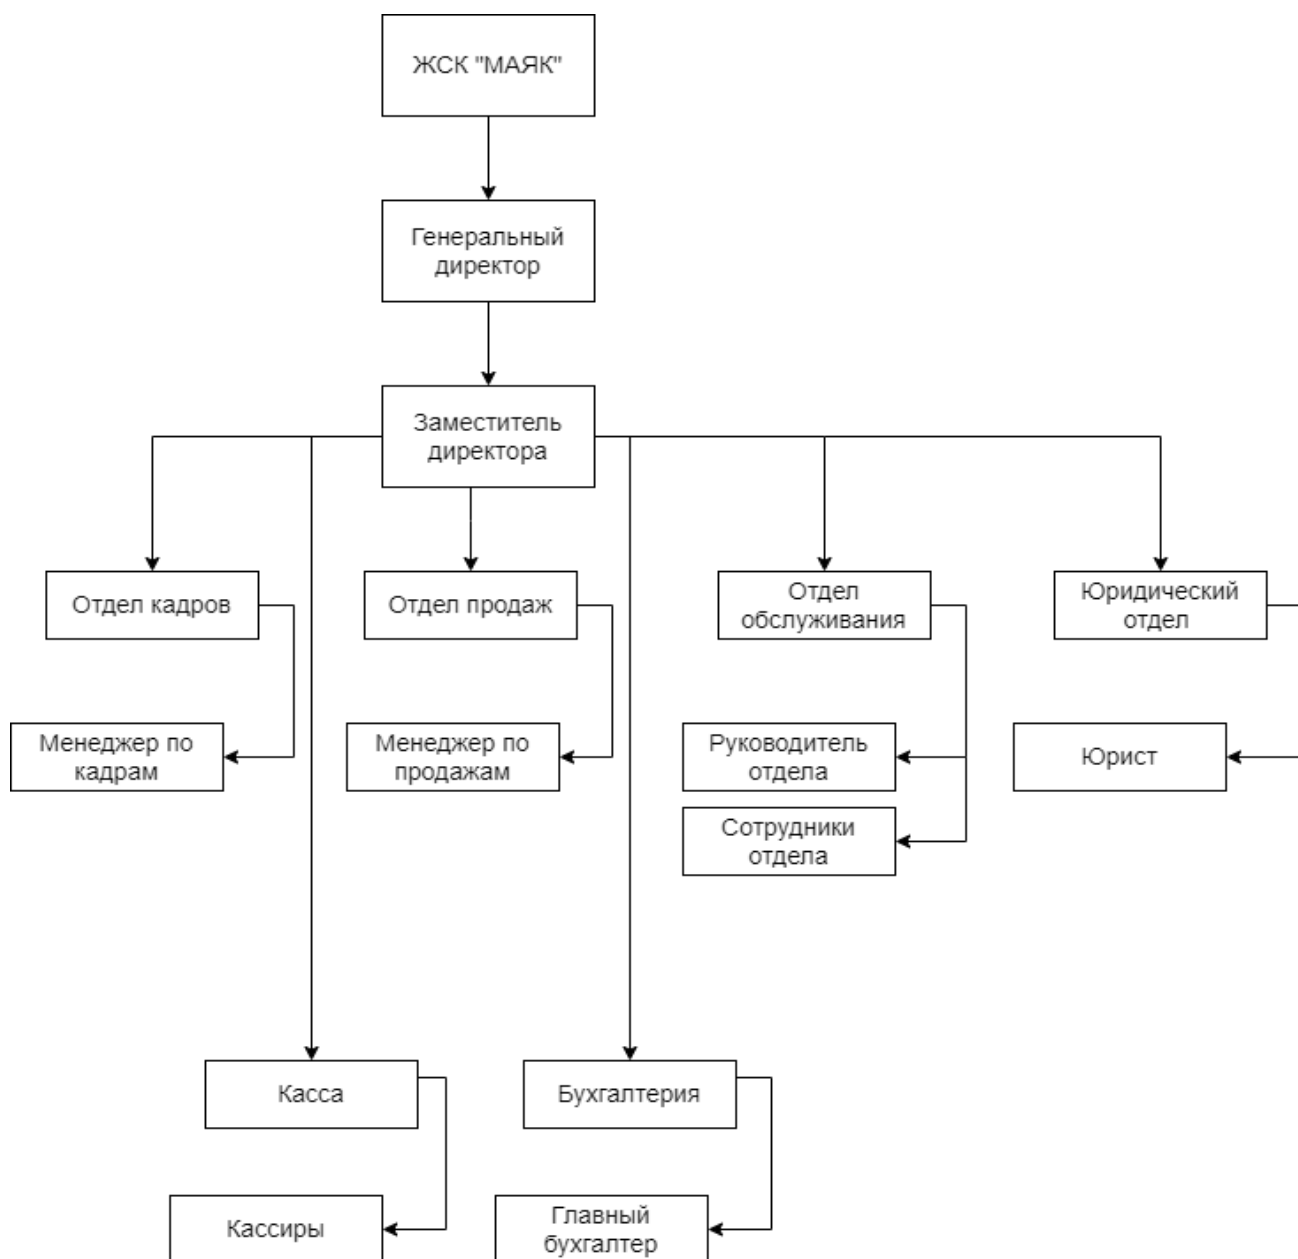 ЖСК "МАЯК"
Генеральный
директор
Заместитель
директора
Отдел кадров
Отдел продаж
Отдел
обслуживания
Юридический
отдел
Менеджер по
кадрам
Менеджер по
продажам
Руководитель
отдела
Юрист
Сотрудники
отдела
Касса
Бухгалтерия
Кассиры
Главный
бухгалтер